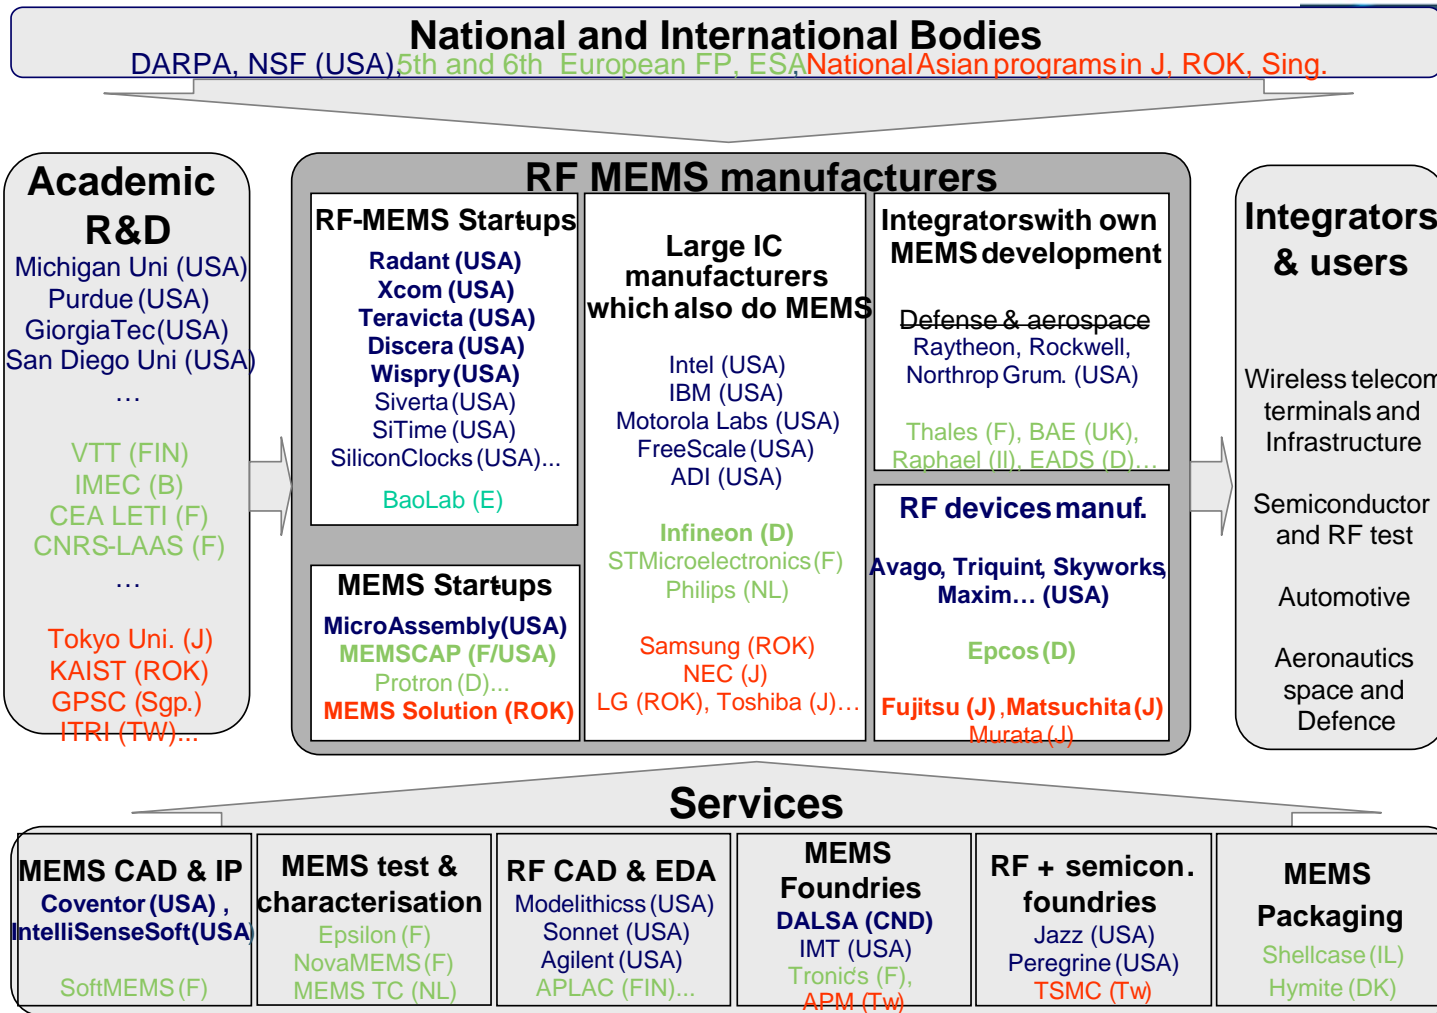 National and International Bodies
DARPA, NSF (USA),5th and 6th European FP, ESA,National Asian programs in J, ROK, Sing.
Academic
R&D
Michigan Uni (USA)
Purdue (USA)
GiorgiaTec(USA)
San Diego Uni (USA)
…
VTT (FIN)
IMEC (B)
CEA LETI (F)
CNRS-LAAS (F)
…
Tokyo Uni. (J)
KAIST (ROK)
GPSC (Sgp.)
ITRI (TW)...
RF MEMS manufacturers
RF-MEMS Start-ups
Radant (USA)
Xcom (USA)
Teravicta (USA)
Discera (USA)
Wispry (USA)
Siverta (USA)
SiTime (USA)
SiliconClocks (USA)...
BaoLab (E)
MEMS Start-ups
MicroAssembly(USA)
MEMSCAP (F/USA)
Protron (D)...
MEMS Solution (ROK)
Large IC
manufacturers
which also do MEMS
Intel (USA)
IBM (USA)
Motorola Labs (USA)
FreeScale (USA)
ADI (USA)
Infineon (D)
STMicroelectronics (F)
Philips (NL)
Samsung (ROK)
NEC (J)
LG (ROK), Toshiba (J)…
Integrators with own
MEMS development
Defense & aerospace
Raytheon, Rockwell,
Northrop Grum. (USA)
Thales (F), BAE (UK),
Raphael (Il), EADS (D)…
RF devices manuf.
Avago, Triquint, Skyworks,
Maxim… (USA)
Epcos (D)
Fujitsu (J) , Matsuchita (J)
Murata (J)
Integrators
& users
Wireless telecom
terminals and
Infrastructure
Semiconductor
and RF test
Automotive
Aeronautics
space and
Defence
Services
MEMS CAD & IP
Coventor (USA) ,
IntelliSenseSoft(USA)
SoftMEMS (F)
MEMS test &
characterisation
Epsilon (F)
NovaMEMS (F)
MEMS TC (NL)
RF CAD & EDA
Modelithicss (USA)
Sonnet (USA)
Agilent (USA)
APLAC (FIN)...
MEMS
Foundries
DALSA (CND)
IMT (USA)
Tronic's (F),
APM (Tw)
RF + semicon.
foundries
Jazz (USA)
Peregrine (USA)
TSMC (Tw)
MEMS
Packaging
Shellcase (IL)
Hymite (DK)